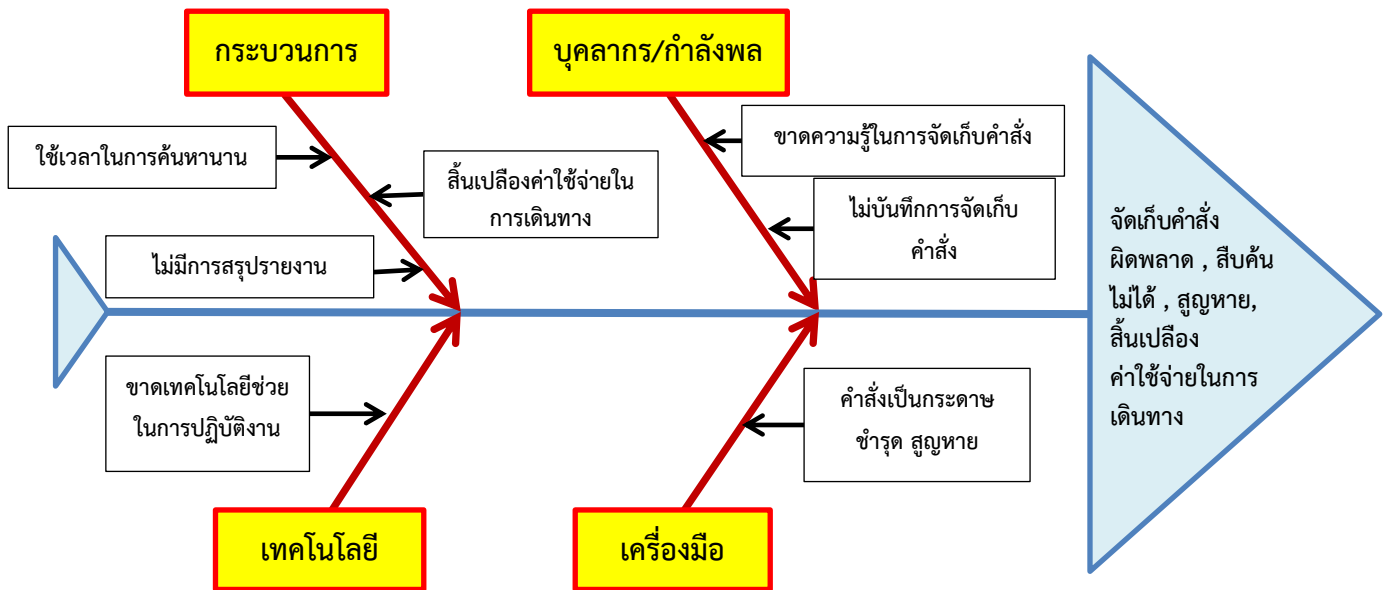 กระบวนการ
บุคลากร/กำลังพล
ใช้เวลาในการค้นหานาน
สิ้นเปลืองค่าใช้จ่ายใน
การเดินทาง
ไม่มีการสรุปรายงาน
ขาดความรู้ในการจัดเก็บคำสั่ง
ไม่บันทึกการจัดเก็บ
คำสั่ง
จัดเก็บคำสั่ง
ผิดพลาด , สืบค้น
ไม่ได้ , สูญหาย,
สิ้นเปลือง
ค่าใช้จ่ายในการ
เดินทาง
ขาดเทคโนโลยีช่วย
ในการปฏิบัติงาน
คำสั่งเป็นกระดาษ
ชำรุด สูญหาย
เทคโนโลยี
เครื่องมือ